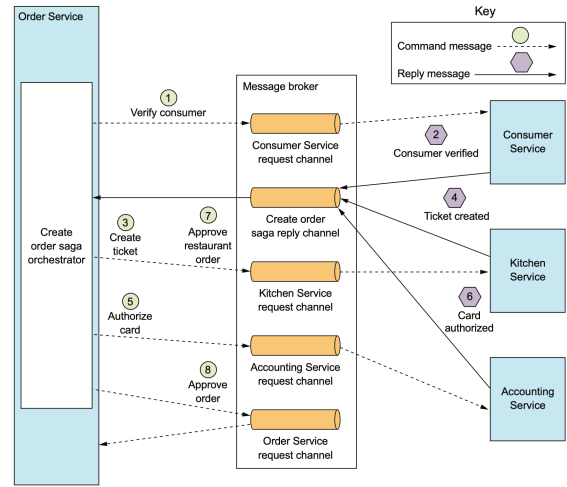 Order Service
Key
Command message
Reply message
Message broker
1
Verify consumer
Consumer Service
request channel
2
Consumer verified
Consumer
Service
Create
order saga
orchestrator
3
Create
ticket
7
Approve
restaurant
order
Create order
saga reply channel
4
Ticket created
Kitchen Service
request channel
Kitchen
Service
5
Authorize
card
6
Card
authorized
Accounting Service
request channel
Accounting
Service
8
Approve
order
Order Service
request channel